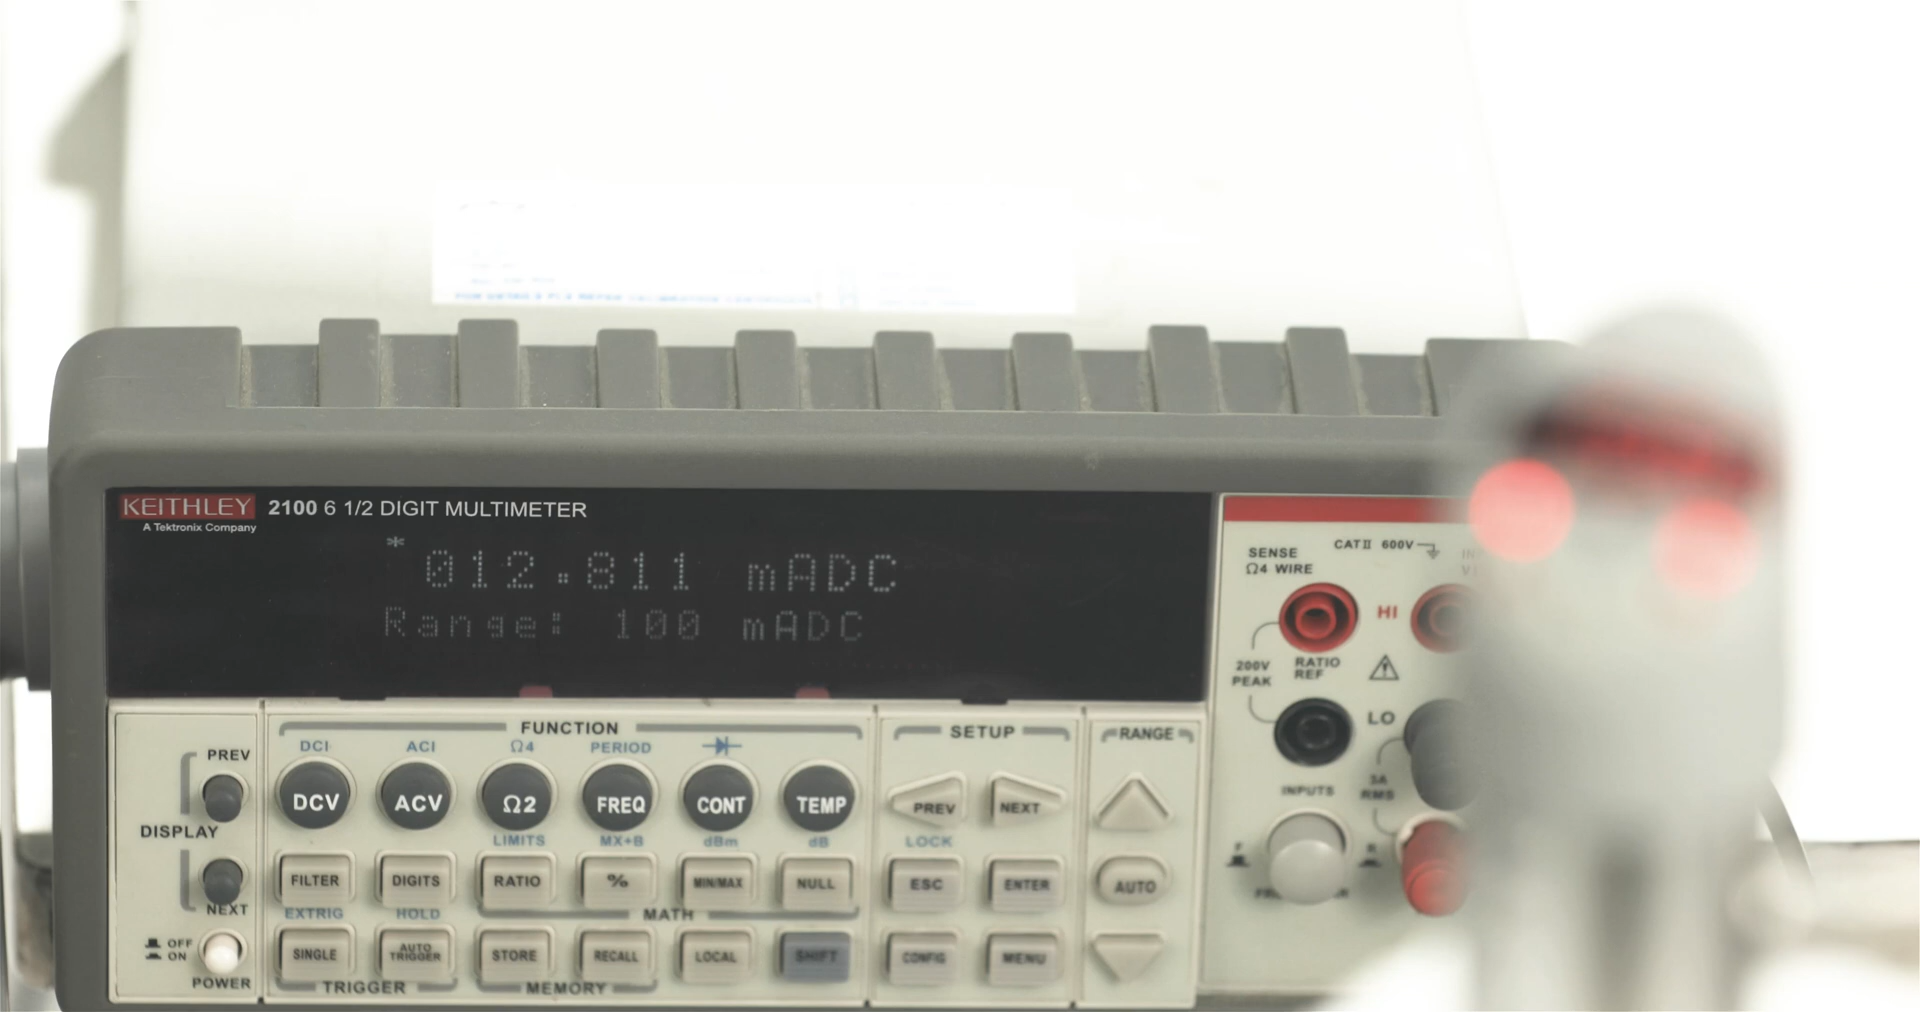 KEITHLEY 2100 6 1/2 DIGIT MULTIMETER
A Tektronix Company
* 012.811 mADC
Range: 100 mADC
SENSE
Ω4 WIRE
CAT II 600V
HI
200V
PEAK
RATIO
REF
LO
3A
RMS
INPUTS
FUNCTION
SETUP
RANGE
PREV
DISPLAY
NEXT
OFF
ON
POWER
DCI ACI Ω4 PERIOD
DCV ACV Ω2 FREQ CONT TEMP
PREV NEXT
LIMITS MX+B dBm dB LOCK
FILTER DIGITS RATIO % MIN/MAX NULL ESC ENTER AUTO
EXTRIG HOLD MATH
SINGLE AUTO TRIGGER STORE RECALL LOCAL SHIFT CONFIG MENU
TRIGGER MEMORY